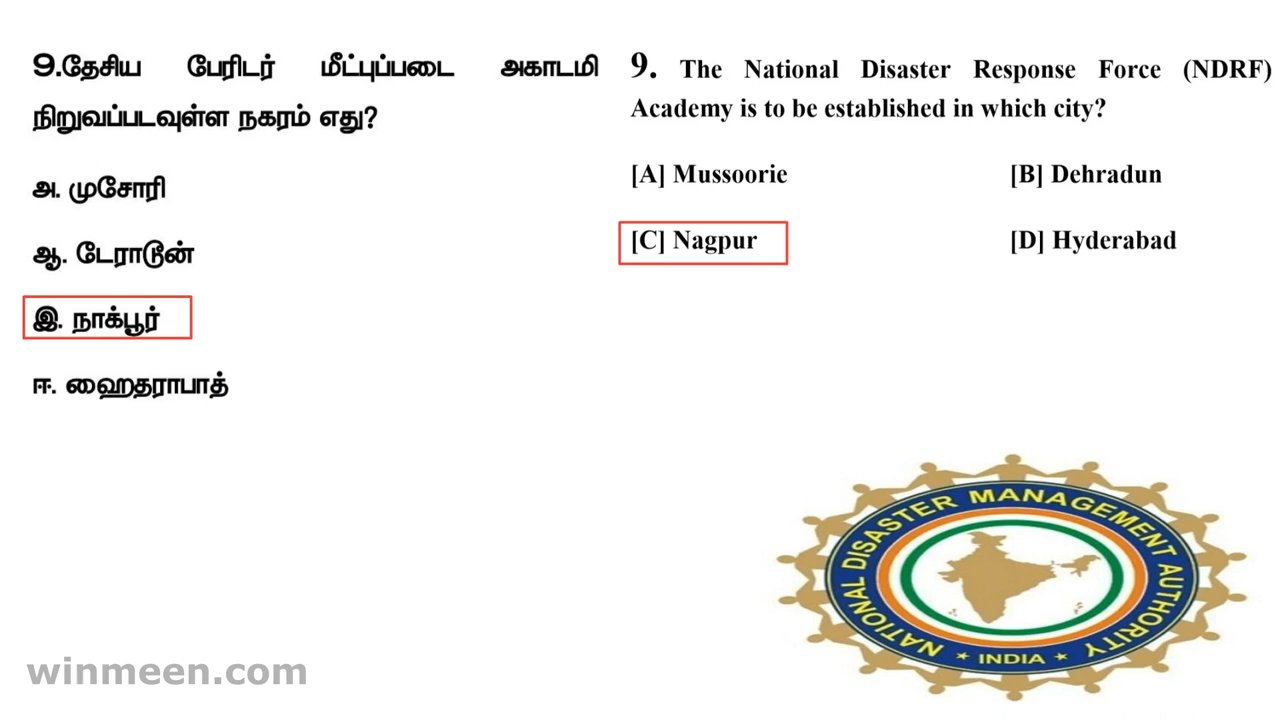 9.தேசிய பேரிடர் மீட்புப்படை அகாடமி
நிறுவப்படவுள்ள நகரம் எது?
அ. முசோரி
ஆ. டேராடூன்
இ. நாக்பூர்
ஈ. ஹைதராபாத்
9. The National Disaster Response Force (NDRF)
Academy is to be established in which city?
[A] Mussoorie [B] Dehradun
[C] Nagpur [D] Hyderabad
NATIONAL DISASTER MANAGEMENT AUTHORITY
INDIA
winmeen.com